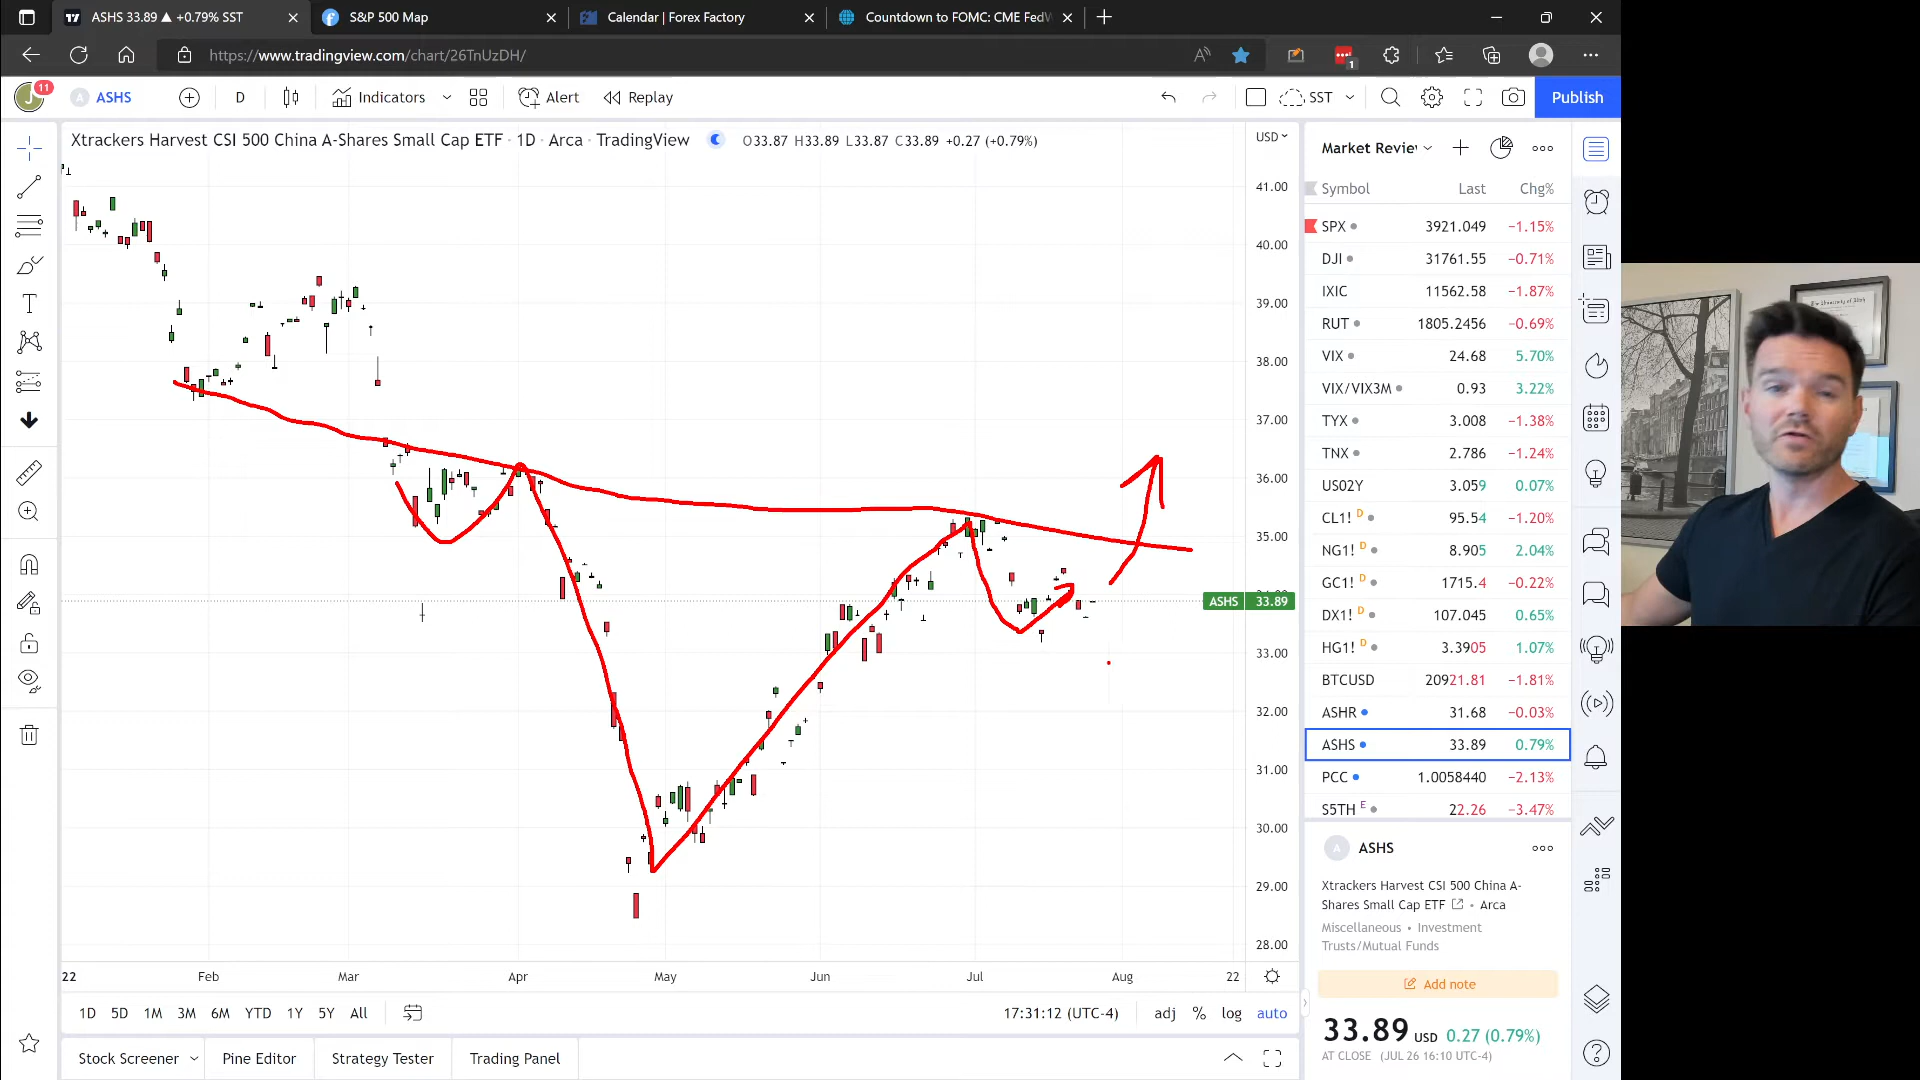 ASHS 33.89 ▲ +0.79% SST
S&P 500 Map
Calendar | Forex Factory
Countdown to FOMC: CME FedW
https://www.tradingview.com/chart/26TnUzDH/
1
J
11
A ASHS
D
Indicators
Alert
Replay
SST
Publish
Xtrackers Harvest CSI 500 China A-Shares Small Cap ETF · 1D · Arca · TradingView
O33.87 H33.89 L33.87 C33.89 +0.27 (+0.79%)
USD
41.00
40.00
39.00
38.00
37.00
36.00
35.00
ASHS 33.89
33.00
32.00
31.00
30.00
29.00
28.00
22 Feb Mar Apr May Jun Jul Aug 22
1D 5D 1M 3M 6M YTD 1Y 5Y All
17:31:12 (UTC-4) adj % log auto
Stock Screener Pine Editor Strategy Tester Trading Panel
Market Review
Symbol Last Chg%
SPX 3921.049 −1.15%
DJI 31761.55 −0.71%
IXIC 11562.58 −1.87%
RUT 1805.2456 −0.69%
VIX 24.68 5.70%
VIX/VIX3M 0.93 3.22%
TYX 3.008 −1.38%
TNX 2.786 −1.24%
US02Y 3.059 0.07%
CL1! D 95.54 −1.20%
NG1! D 8.905 2.04%
GC1! D 1715.4 −0.22%
DX1! D 107.045 0.65%
HG1! D 3.3905 1.07%
BTCUSD 20921.81 −1.81%
ASHR 31.68 −0.03%
ASHS 33.89 0.79%
PCC 1.0058440 −2.13%
S5TH E 22.26 −3.47%
A ASHS
Xtrackers Harvest CSI 500 China A-
Shares Small Cap ETF • Arca
Miscellaneous • Investment
Trusts/Mutual Funds
Add note
33.89 USD 0.27 (0.79%)
AT CLOSE (JUL 26 16:10 UTC-4)